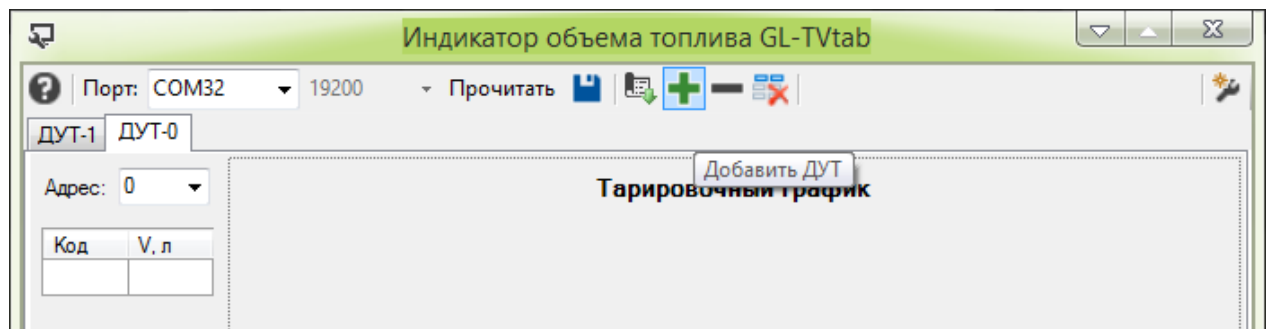 Индикатор объема топлива GL-TVtab
Порт: COM32 19200 Прочитать
ДУТ-1 ДУТ-0
Добавить ДУТ
Адрес: 0
Тарировочный график
Код V, л